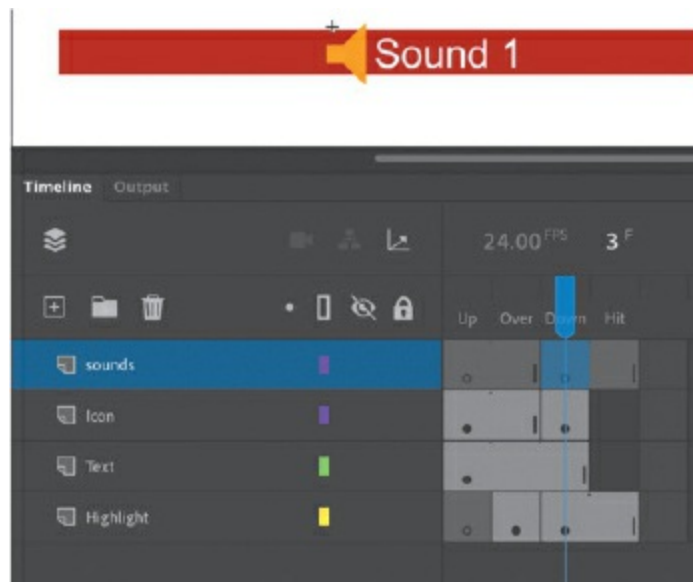 Sound 1
Timeline Output
24.00 FPS 3 F
Up Over Down Hit
sounds
Icon
Text
Highlight